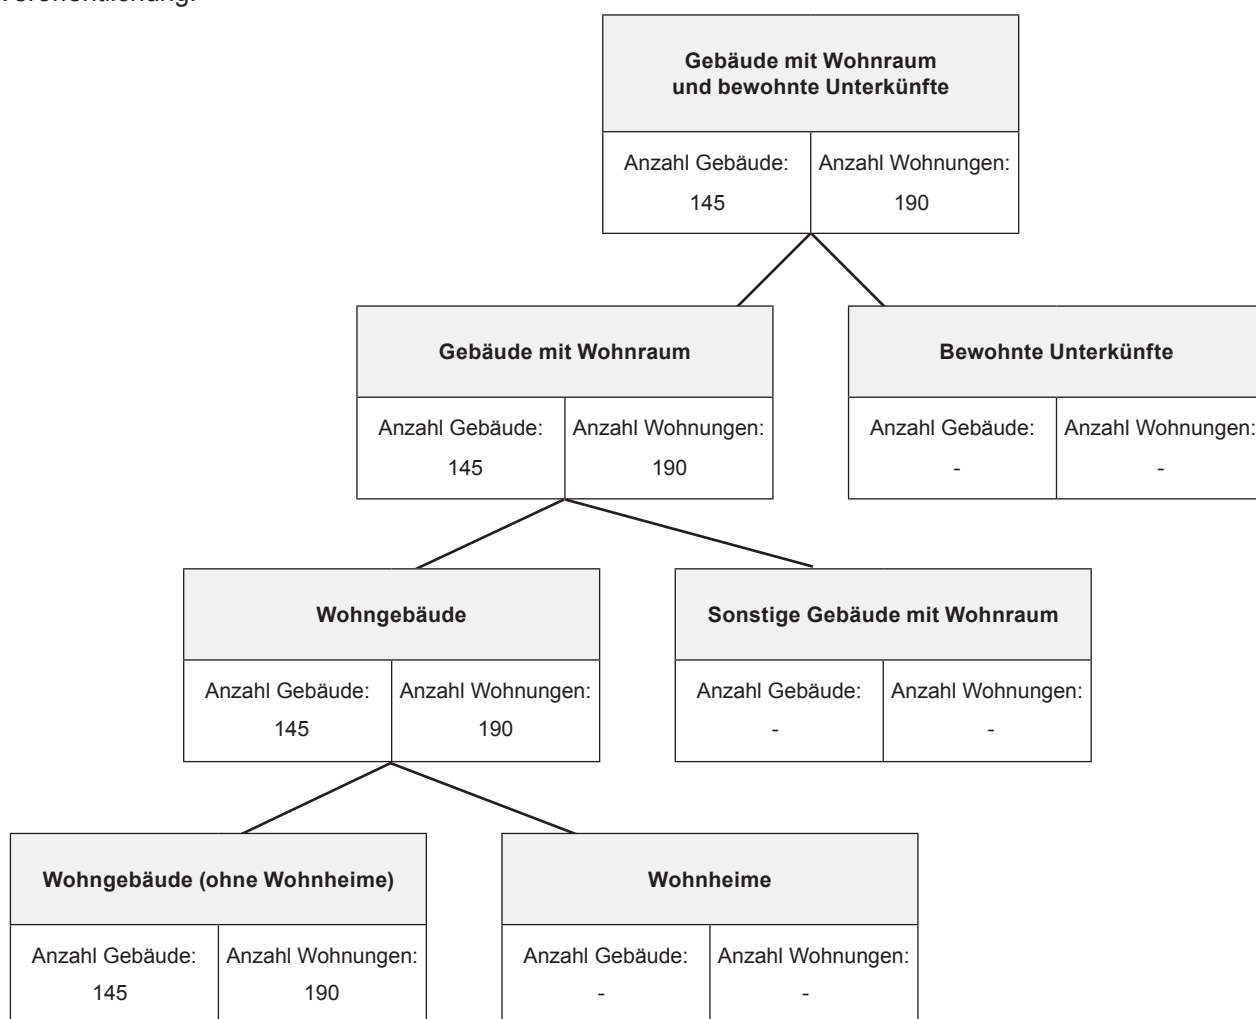 Veröffentlichung.
Gebäude mit Wohnraum
und bewohnte Unterkünfte
Anzahl Gebäude: Anzahl Wohnungen:
145 190
Gebäude mit Wohnraum Bewohnte Unterkünfte
Anzahl Gebäude: Anzahl Wohnungen: Anzahl Gebäude: Anzahl Wohnungen:
145 190 - -
Wohngebäude Sonstige Gebäude mit Wohnraum
Anzahl Gebäude: Anzahl Wohnungen: Anzahl Gebäude: Anzahl Wohnungen:
145 190 - -
Wohngebäude (ohne Wohnheime) Wohnheime
Anzahl Gebäude: Anzahl Wohnungen: Anzahl Gebäude: Anzahl Wohnungen:
145 190 - -